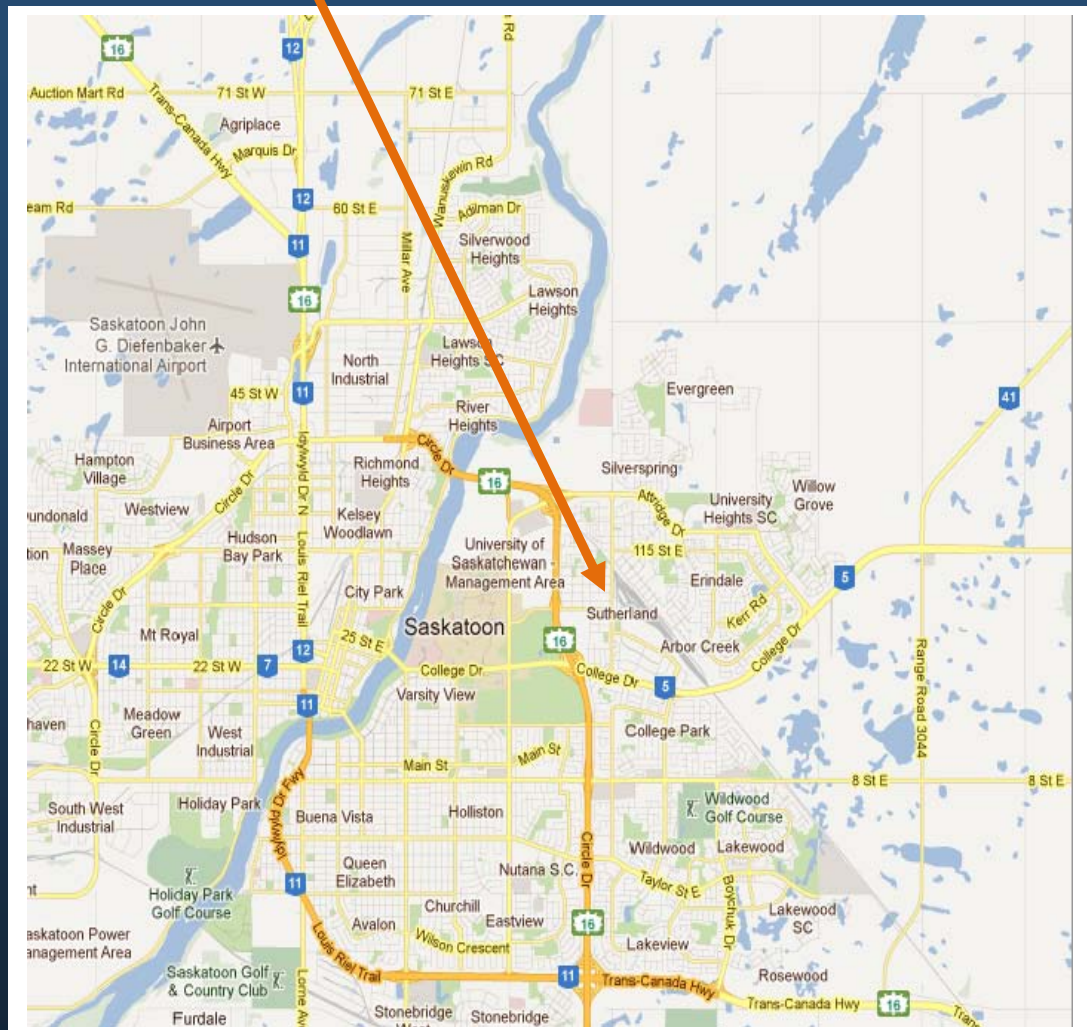 16
12
Auction Mart Rd
71 St W
71 St E
Agriplace
Trans-Canada Hwy
Marquis Dr
Wanuskewin Rd
12
60 St E
Adilman Dr
eam Rd
11
Millar Ave
Silverwood
Heights
16
Lawson
Heights
Saskatoon John
G. Diefenbaker
International Airport
Lawson
Heights SC
North
Industrial
45 St W
11
Evergreen
41
River
Heights
Airport
Business Area
Idylwyld Dr N
Circle Dr
Hampton
Village
Richmond
Heights
16
Silverspring
Willow
Grove
Circle Dr
Attridge Dr
University
Heights SC
undonald
Westview
Kelsey
Woodlawn
Louis Riel Trail
Hudson
Bay Park
University of
Saskatchewan -
Management Area
115 St E
tion
Massey
Place
Erindale
5
City Park
Circle Dr
Kerr Rd
Sutherland
Mt Royal
25 St E
Saskatoon
16
College Dr
Arbor Creek
12
22 St W
14
22 St W
7
College Dr
College Dr
5
Range Road 3044
Varsity View
11
haven
Meadow
Green
West
Industrial
College Park
Circle Dr
Main St
Main St
8 St E
8 St E
Idylwyld Dr Fwy
South West
Industrial
Holiday Park
Buena Vista
Holliston
Wildwood
Golf Course
Circle Dr
Wildwood
Lakewood
Queen
Elizabeth
Nutana S.C.
Taylor St E
Boychuk Dr
11
Holiday Park
Golf Course
Churchill
Lakewood
SC
Avalon
Eastview
16
Wilson Crescent
Lakeview
askatoon Power
anagement Area
Louis Riel Trail
Saskatoon Golf
& Country Club
11
Trans-Canada Hwy
Rosewood
Trans-Canada Hwy
16
Tran
Lorne Av
Furdale
Stonebridge
Stonebridge